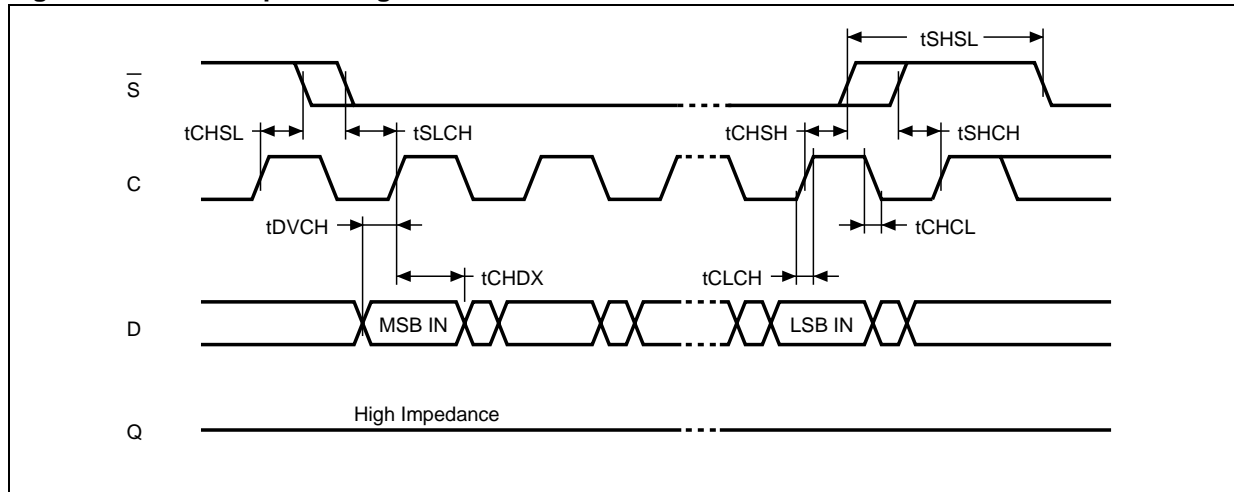 tSHSL
S
tCHSL
tSLCH
tCHSH
tSHCH
C
tDVCH
tCHCL
tCHDX
tCLCH
D
MSB IN
LSB IN
High Impedance
Q